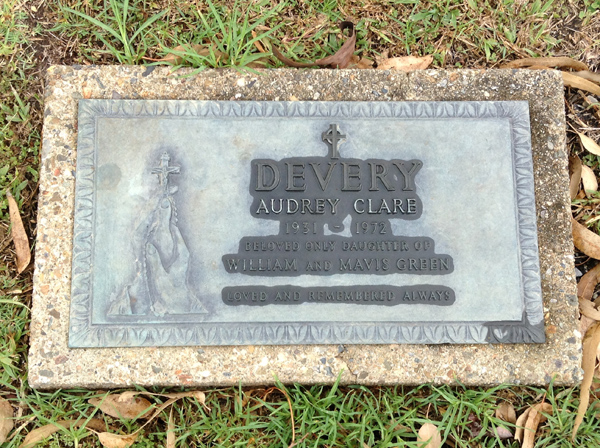 DEVERY
AUDREY CLARE
1931 – 1972
BELOVED ONLY DAUGHTER OF
WILLIAM AND MAVIS GREEN
LOVED AND REMEMBERED ALWAYS